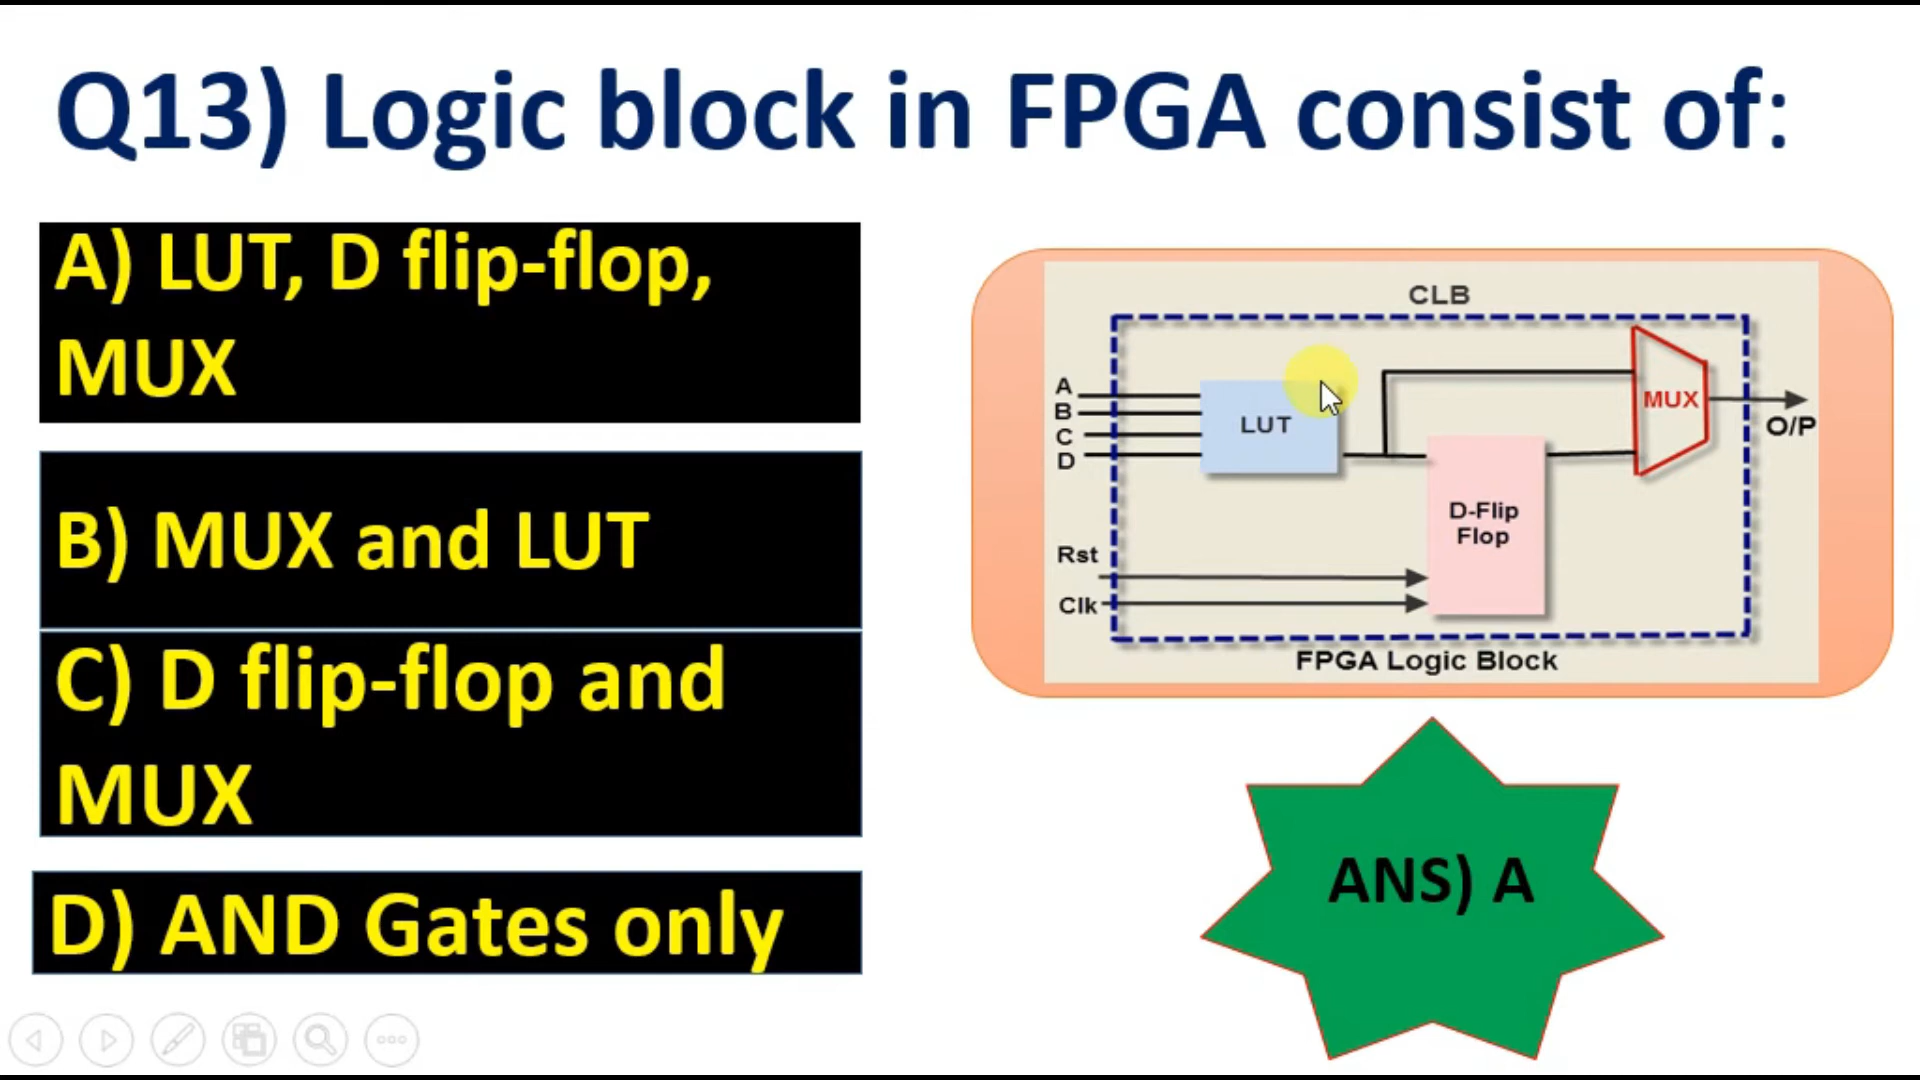 Q13) Logic block in FPGA consist of:
A) LUT, D flip-flop,
MUX
B) MUX and LUT
C) D flip-flop and
MUX
D) AND Gates only
CLB
A
B
C
D
LUT
MUX
O/P
D-Flip
Flop
Rst
Clk
FPGA Logic Block
ANS) A